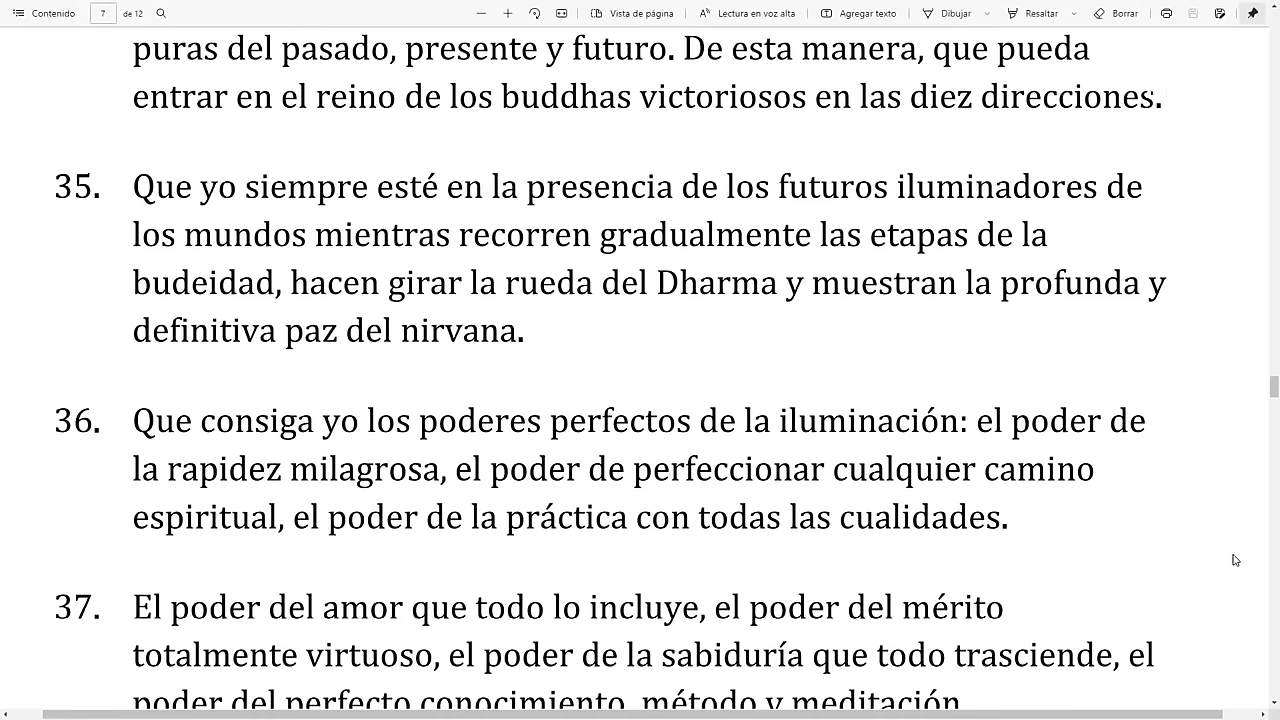 Contenido 7 de 12 Vista de página Lectura en voz alta Agregar texto Dibujar Resaltar Borrar
puras del pasado, presente y futuro. De esta manera, que pueda
entrar en el reino de los buddhas victoriosos en las diez direcciones.
35. Que yo siempre esté en la presencia de los futuros iluminadores de
los mundos mientras recorren gradualmente las etapas de la
budeidad, hacen girar la rueda del Dharma y muestran la profunda y
definitiva paz del nirvana.
36. Que consiga yo los poderes perfectos de la iluminación: el poder de
la rapidez milagrosa, el poder de perfeccionar cualquier camino
espiritual, el poder de la práctica con todas las cualidades.
37. El poder del amor que todo lo incluye, el poder del mérito
totalmente virtuoso, el poder de la sabiduría que todo trasciende, el
poder del perfecto conocimiento, método y meditación